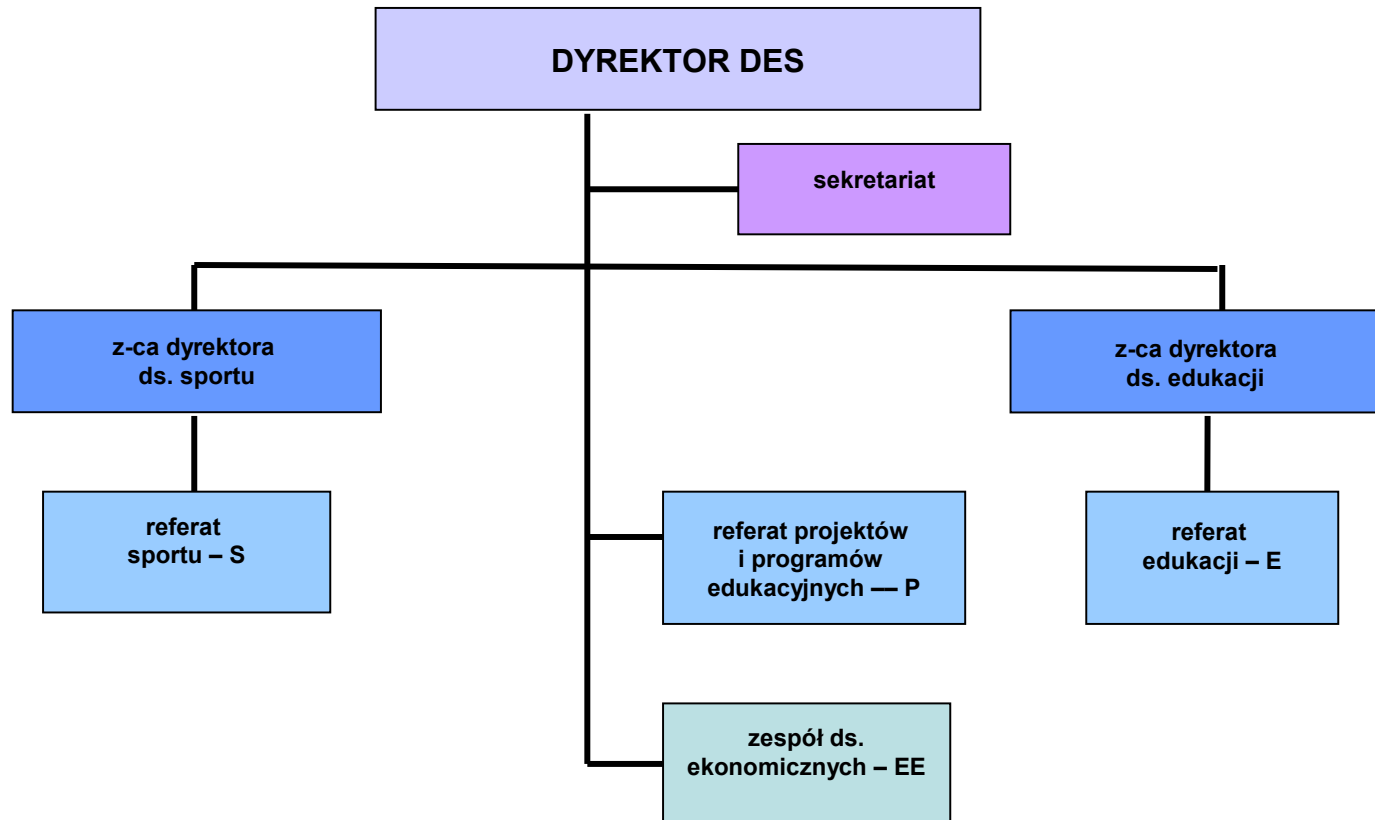 DYREKTOR DES
sekretariat
z-ca dyrektora
ds. sportu
z-ca dyrektora
ds. edukacji
referat
sportu – S
referat projektów
i programów
edukacyjnych –– P
referat
edukacji – E
zespół ds.
ekonomicznych – EE